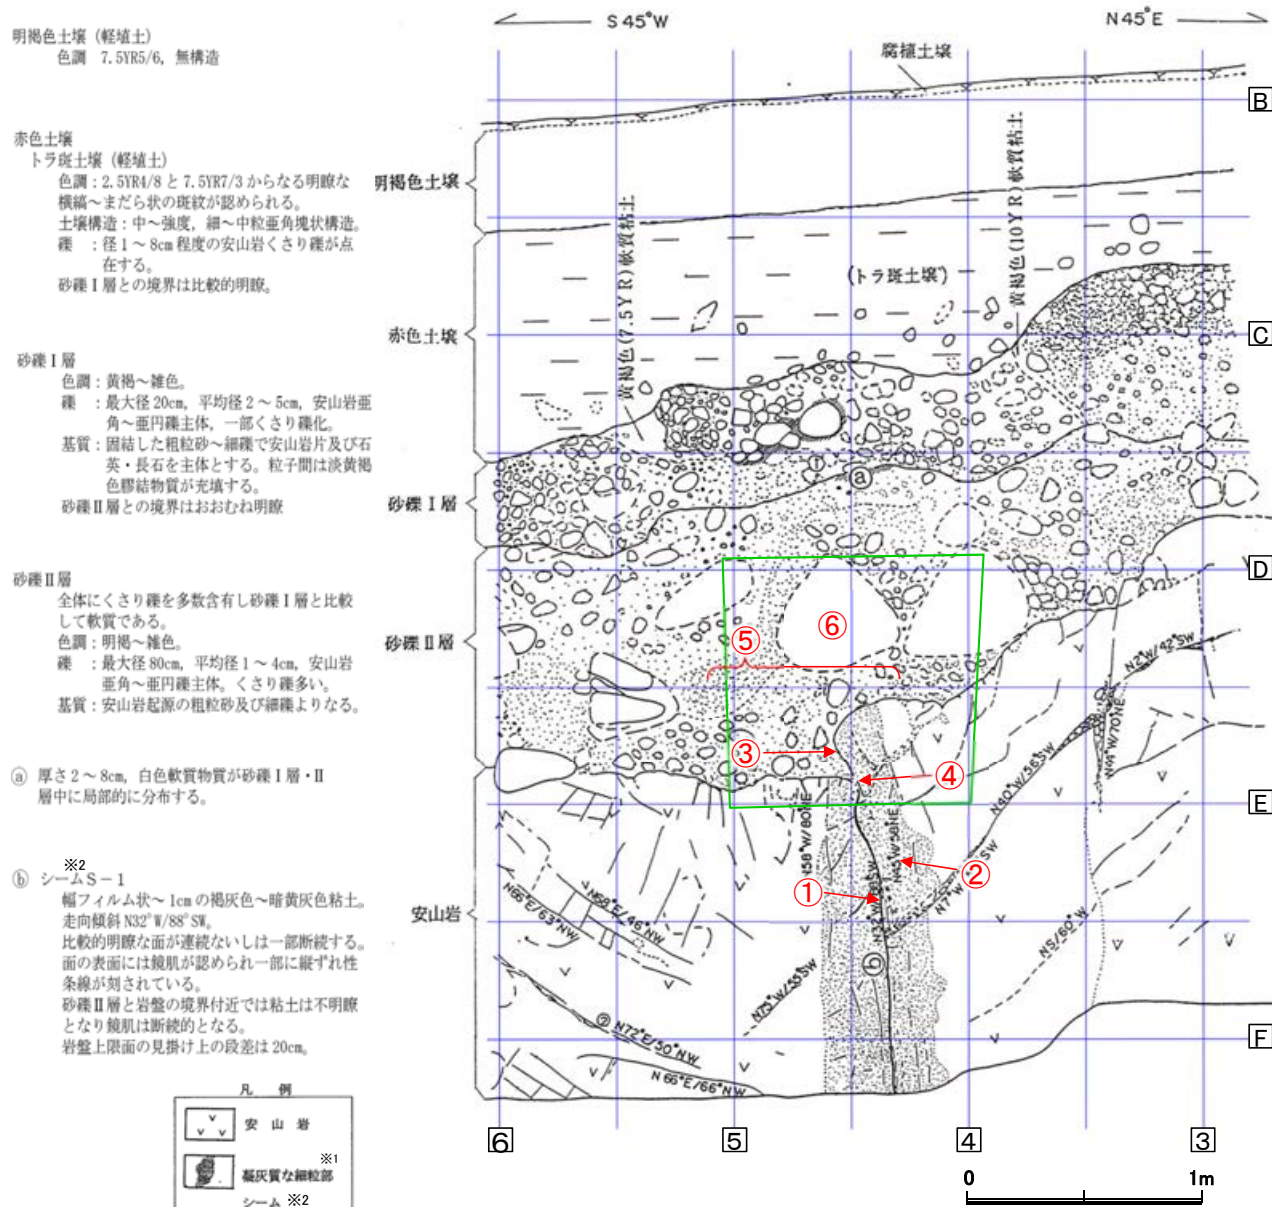 明褐色土壌（軽埴土）
色調　7.5YR5/6，無構造
赤色土壌
トラ斑土壌（軽埴土）
色調：2.5YR4/8 と 7.5YR7/3 からなる明瞭な
横縞～まだら状の斑紋が認められる。
土壌構造：中～強度，細～中粒亜角塊状構造。
礫　：径1～8cm 程度の安山岩くさり礫が点
在する。
砂礫Ⅰ層との境界は比較的明瞭。
砂礫Ⅰ層
色調：黄褐～雑色。
礫　：最大径20cm，平均径2～5cm，安山岩亜
角～亜円礫主体，一部くさり礫化。
基質：固結した粗粒砂～細礫で安山岩片及び石
英・長石を主体とする。粒子間は淡黄褐
色膠結物質が充填する。
砂礫Ⅱ層との境界はおおむね明瞭
砂礫Ⅱ層
全体にくさり礫を多数含有し砂礫Ⅰ層と比較
して軟質である。
色調：明褐～雑色。
礫　：最大径80cm，平均径1～4cm，安山岩
亜角～亜円礫主体。くさり礫多い。
基質：安山岩起源の粗粒砂及び細礫よりなる。
ⓐ 厚さ2～8cm，白色軟質物質が砂礫Ⅰ層・Ⅱ
層中に局部的に分布する。
※2
ⓑ シームS－1
幅フィルム状～1cmの褐灰色～暗黄灰色粘土。
走向傾斜N32°W/88°SW。
比較的明瞭な面が連続ないしは一部断続する。
面の表面には鏡肌が認められ一部に縦ずれ性
条線が刻されている。
砂礫Ⅱ層と岩盤の境界付近では粘土は不明瞭
となり鏡肌は断続的となる。
岩盤上限面の見掛け上の段差は20cm。
凡　例
安 山 岩
※1
凝灰質な細粒部
シーム ※2
S 45°W
N 45°E
腐植土壌
明褐色土壌
黄褐色(7.5YR)軟質粘土
黄褐色(10YR)軟質粘土
(トラ斑土壌)
赤色土壌
砂礫Ⅰ層
砂礫Ⅱ層
安山岩
ⓐ
ⓑ
①
②
③
④
⑤
⑥
N58°W/80NE
N45°W/58NE
N40°W/56SW
N2°W/42°SW
N44°W/70NE
N5/60°W
N75°W/55SW
N68°E/46°NW
N66°E/63°NW
N72°E/50°NW
N66°E/66°NW
B
C
D
E
F
6
5
4
3
0
1m